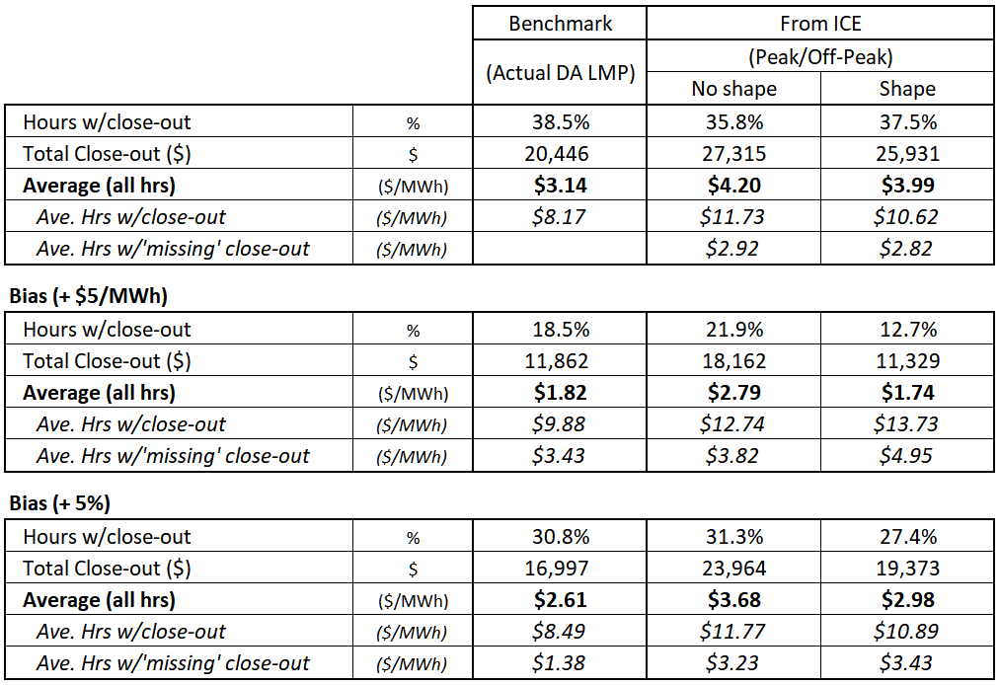 Benchmark From ICE
(Actual DA LMP) (Peak/Off-Peak)
No shape Shape
Hours w/close-out % 38.5% 35.8% 37.5%
Total Close-out ($) $ 20,446 27,315 25,931
Average (all hrs) ($/MWh) $3.14 $4.20 $3.99
Ave. Hrs w/close-out ($/MWh) $8.17 $11.73 $10.62
Ave. Hrs w/'missing' close-out ($/MWh) $2.92 $2.82
Bias (+ $5/MWh)
Hours w/close-out % 18.5% 21.9% 12.7%
Total Close-out ($) $ 11,862 18,162 11,329
Average (all hrs) ($/MWh) $1.82 $2.79 $1.74
Ave. Hrs w/close-out ($/MWh) $9.88 $12.74 $13.73
Ave. Hrs w/'missing' close-out ($/MWh) $3.43 $3.82 $4.95
Bias (+ 5%)
Hours w/close-out % 30.8% 31.3% 27.4%
Total Close-out ($) $ 16,997 23,964 19,373
Average (all hrs) ($/MWh) $2.61 $3.68 $2.98
Ave. Hrs w/close-out ($/MWh) $8.49 $11.77 $10.89
Ave. Hrs w/'missing' close-out ($/MWh) $1.38 $3.23 $3.43